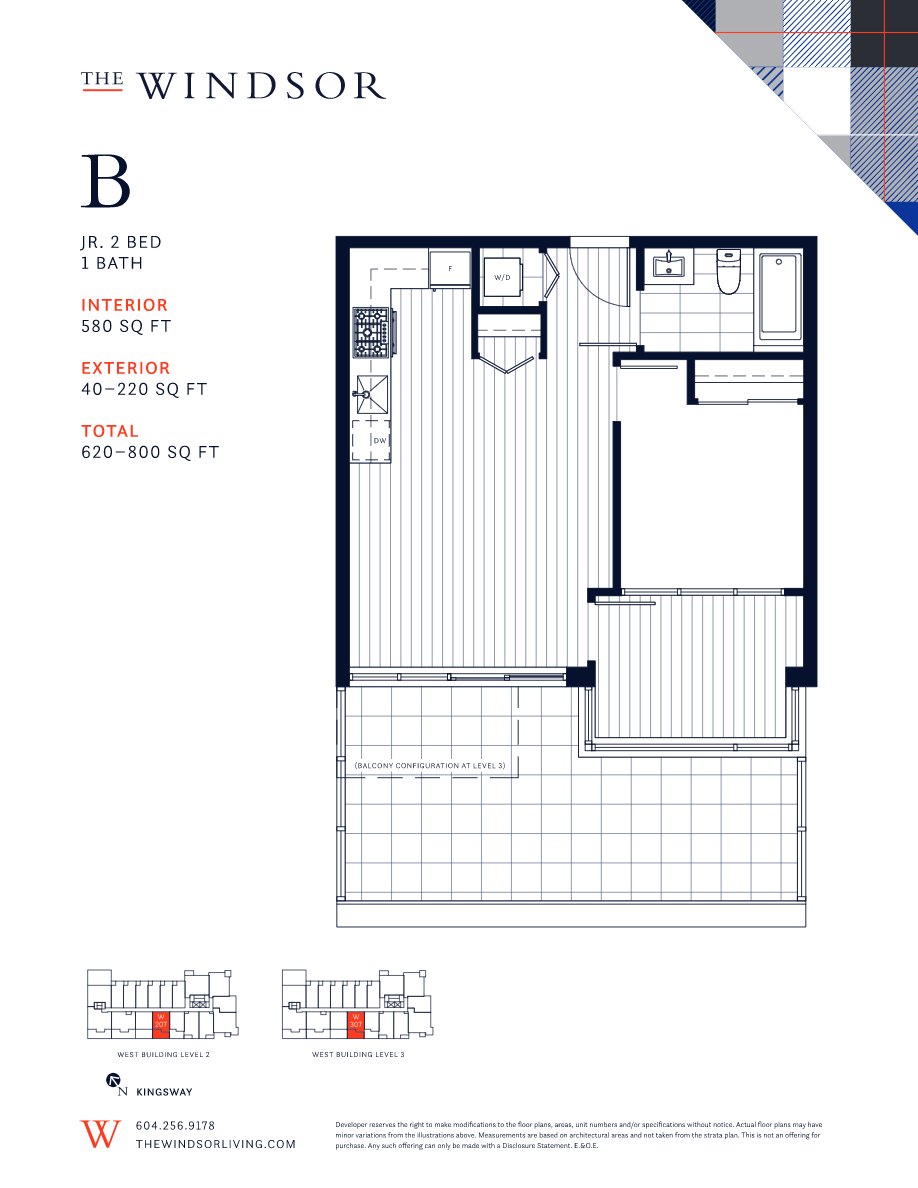 THE WINDSOR
B
JR. 2 BED
1 BATH
INTERIOR
580 SQ FT
EXTERIOR
40–220 SQ FT
TOTAL
620–800 SQ FT
F
W/D
DW
(BALCONY CONFIGURATION AT LEVEL 3)
W
207
W
307
WEST BUILDING LEVEL 2
WEST BUILDING LEVEL 3
N KINGSWAY
W
604.256.9178
THEWINDSORLIVING.COM
Developer reserves the right to make modifications to the floor plans, areas, unit numbers and/or specifications without notice. Actual floor plans may have
minor variations from the illustrations above. Measurements are based on architectural areas and not taken from the strata plan. This is not an offering for
purchase. Any such offering can only be made with a Disclosure Statement. E.&O.E.